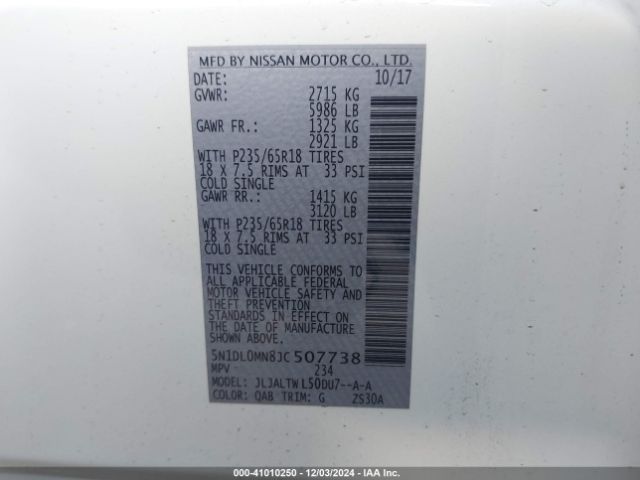 MFD BY NISSAN MOTOR CO., LTD.
DATE: 10/17
GVWR: 2715 KG
5986 LB
GAWR FR.: 1325 KG
2921 LB
WITH P235/65R18 TIRES
18 X 7.5 RIMS AT 33 PSI
COLD SINGLE
GAWR RR.: 1415 KG
3120 LB
WITH P235/65R18 TIRES
18 X 7.5 RIMS AT 33 PSI
COLD SINGLE
THIS VEHICLE CONFORMS TO
ALL APPLICABLE FEDERAL
MOTOR VEHICLE SAFETY AND
THEFT PREVENTION
STANDARDS IN EFFECT ON
THE DATE OF MANUFACTURE
SHOWN ABOVE.
5N1DL0MN8JC507738
MPV 234
MODEL: JLJALTWL50DU7--A-A
COLOR: QAB TRIM: G ZS30A
000-41010250 - 12/03/2024 - IAA Inc.